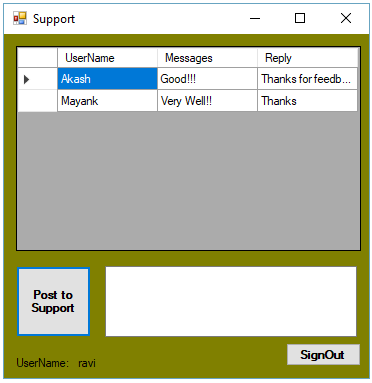 Support
UserName Messages Reply
Akash Good!!! Thanks for feedb...
Mayank Very Well!! Thanks
Post to
Support
SignOut
UserName: ravi